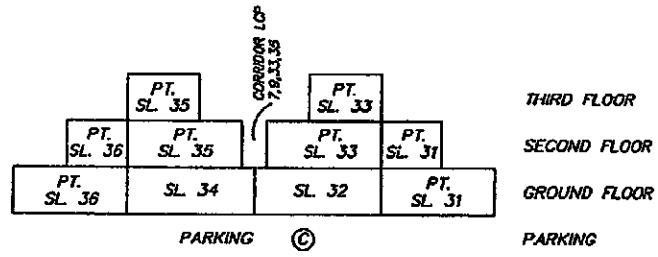 CORRIDOR LCP
7,9,33,35
PT.
SL. 35
PT.
SL. 33
THIRD FLOOR
PT.
SL. 36
PT.
SL. 35
PT.
SL. 33
PT.
SL. 31
SECOND FLOOR
PT.
SL. 36
SL. 34
SL. 32
PT.
SL. 31
GROUND FLOOR
PARKING Ⓒ PARKING